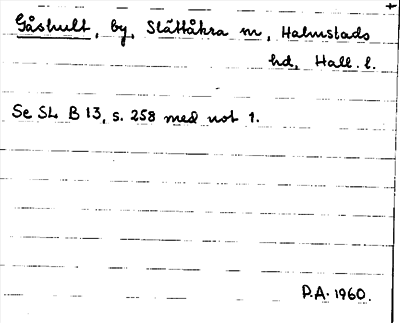 Gåshult, by, Slättåkra sn, Halmstads
hd, Hall. l.
Se SL B 13, s. 258 med not 1.
P.A. 1960.